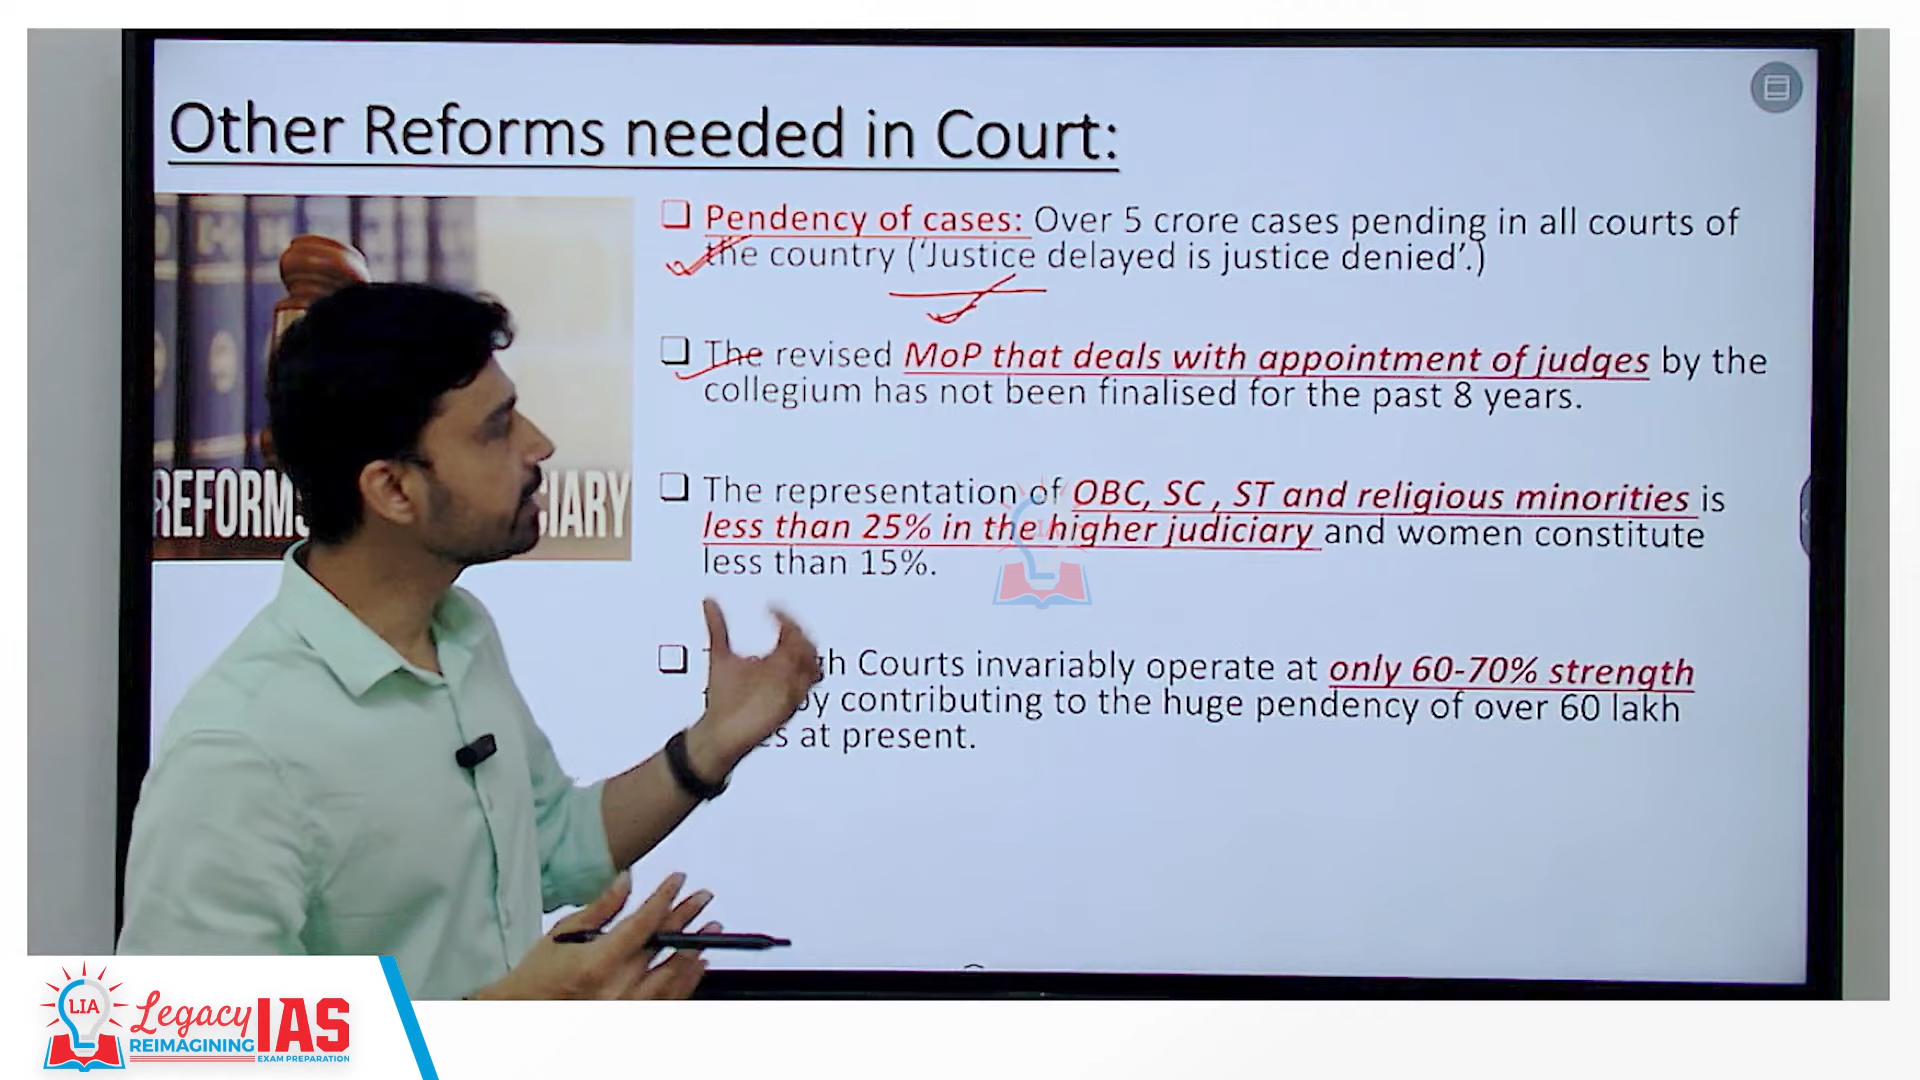 Other Reforms needed in Court:
Pendency of cases: Over 5 crore cases pending in all courts of
the country (‘Justice delayed is justice denied’.)
The revised MoP that deals with appointment of judges by the
collegium has not been finalised for the past 8 years.
The representation of OBC, SC , ST and religious minorities is
less than 25% in the higher judiciary and women constitute
less than 15%.
Courts invariably operate at only 60-70% strength
contributing to the huge pendency of over 60 lakh
at present.
REFORMS
LIA
Legacy IAS
REIMAGINING
EXAM PREPARATION